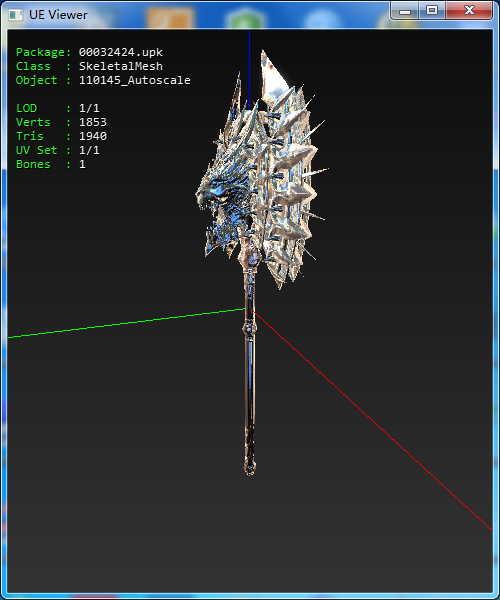 UE Viewer
Package: 00032424.upk
Class  : SkeletalMesh
Object : 110145_Autoscale
LOD    : 1/1
Verts  : 1853
Tris   : 1940
UV Set : 1/1
Bones  : 1